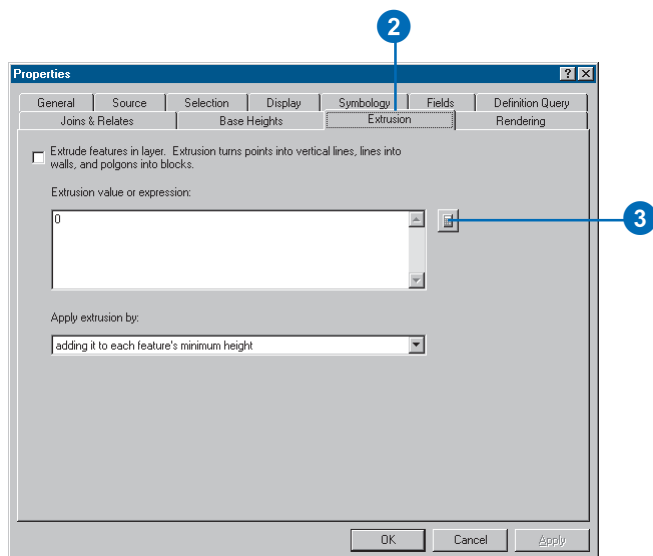 2
Properties
General Source Selection Display Symbology Fields Definition Query
Joins & Relates Base Heights Extrusion Rendering
Extrude features in layer. Extrusion turns points into vertical lines, lines into
walls, and polgons into blocks.
Extrusion value or expression:
0
3
Apply extrusion by:
adding it to each feature's minimum height
OK Cancel Apply